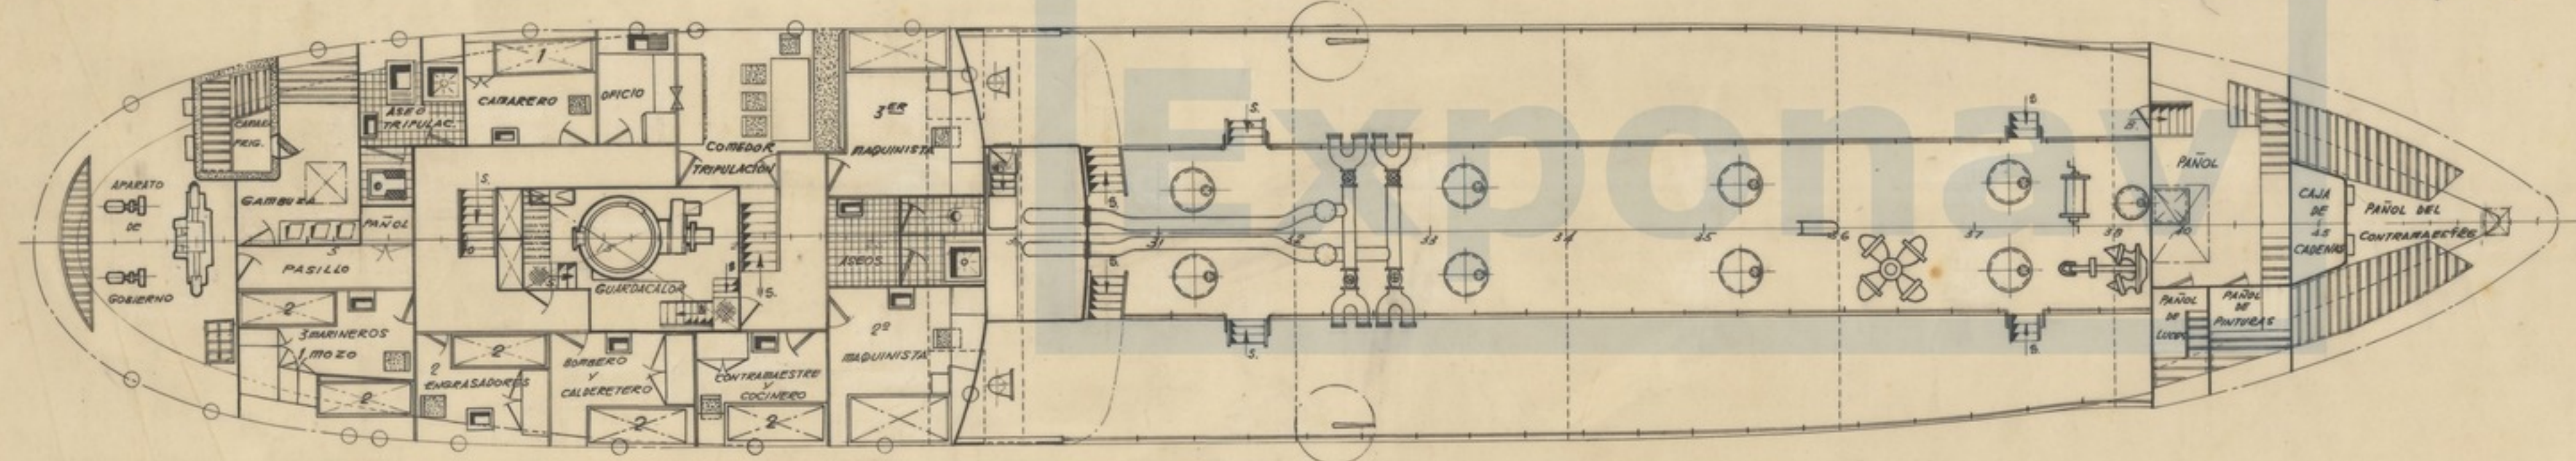 Exponav
1
CAMARERO
OFICIO
ASEO
TRIPULAC.
CAMARA
FRIG.
3ER
MAQUINISTA
COMEDOR
TRIPULACIÓN
APARATO
DE
GOBIERNO
GAMBUZA
PAÑOL
S.
PASILLO
GUARDACALOR
S.
ASEOS
2
3 MARINEROS
1 MOZO
2
2
ENGRASADORES
2
BOMBERO
Y
CALDERETERO
2
CONTRAMAESTRE
Y
COCINERO
2
2º
MAQUINISTA
S.
S.
S.
S.
S.
31
32
33
34
35
36
37
38
PAÑOL
CAJA
DE
CADENAS
PAÑOL DEL
CONTRAMAESTRE
PAÑOL
DE
LUCES
PAÑOL
DE
PINTURAS